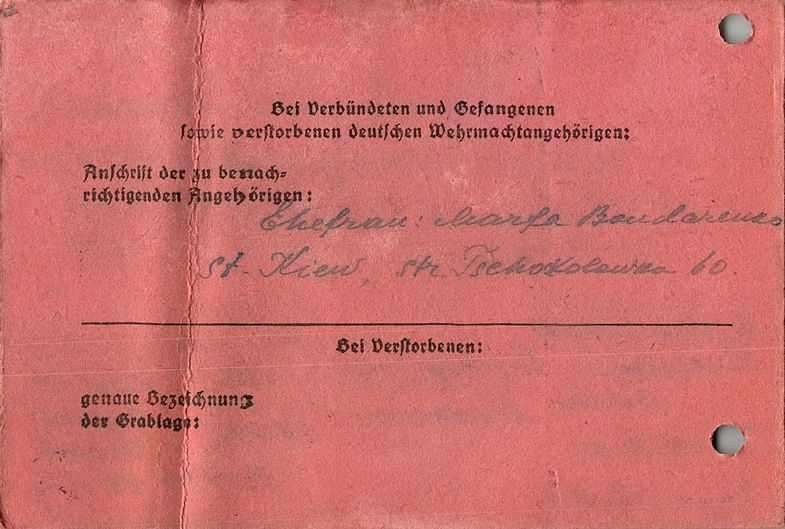 Bei Verbündeten und Gefangenen
sowie verstorbenen deutschen Wehrmachtangehörigen:
Anschrift der zu benach-
richtigenden Angehörigen:
Ehefrau: Marfa Bondarenko
St. Kiew, Str Tschokolowka 60.
Bei Verstorbenen:
genaue Bezeichnung
der Grablage: